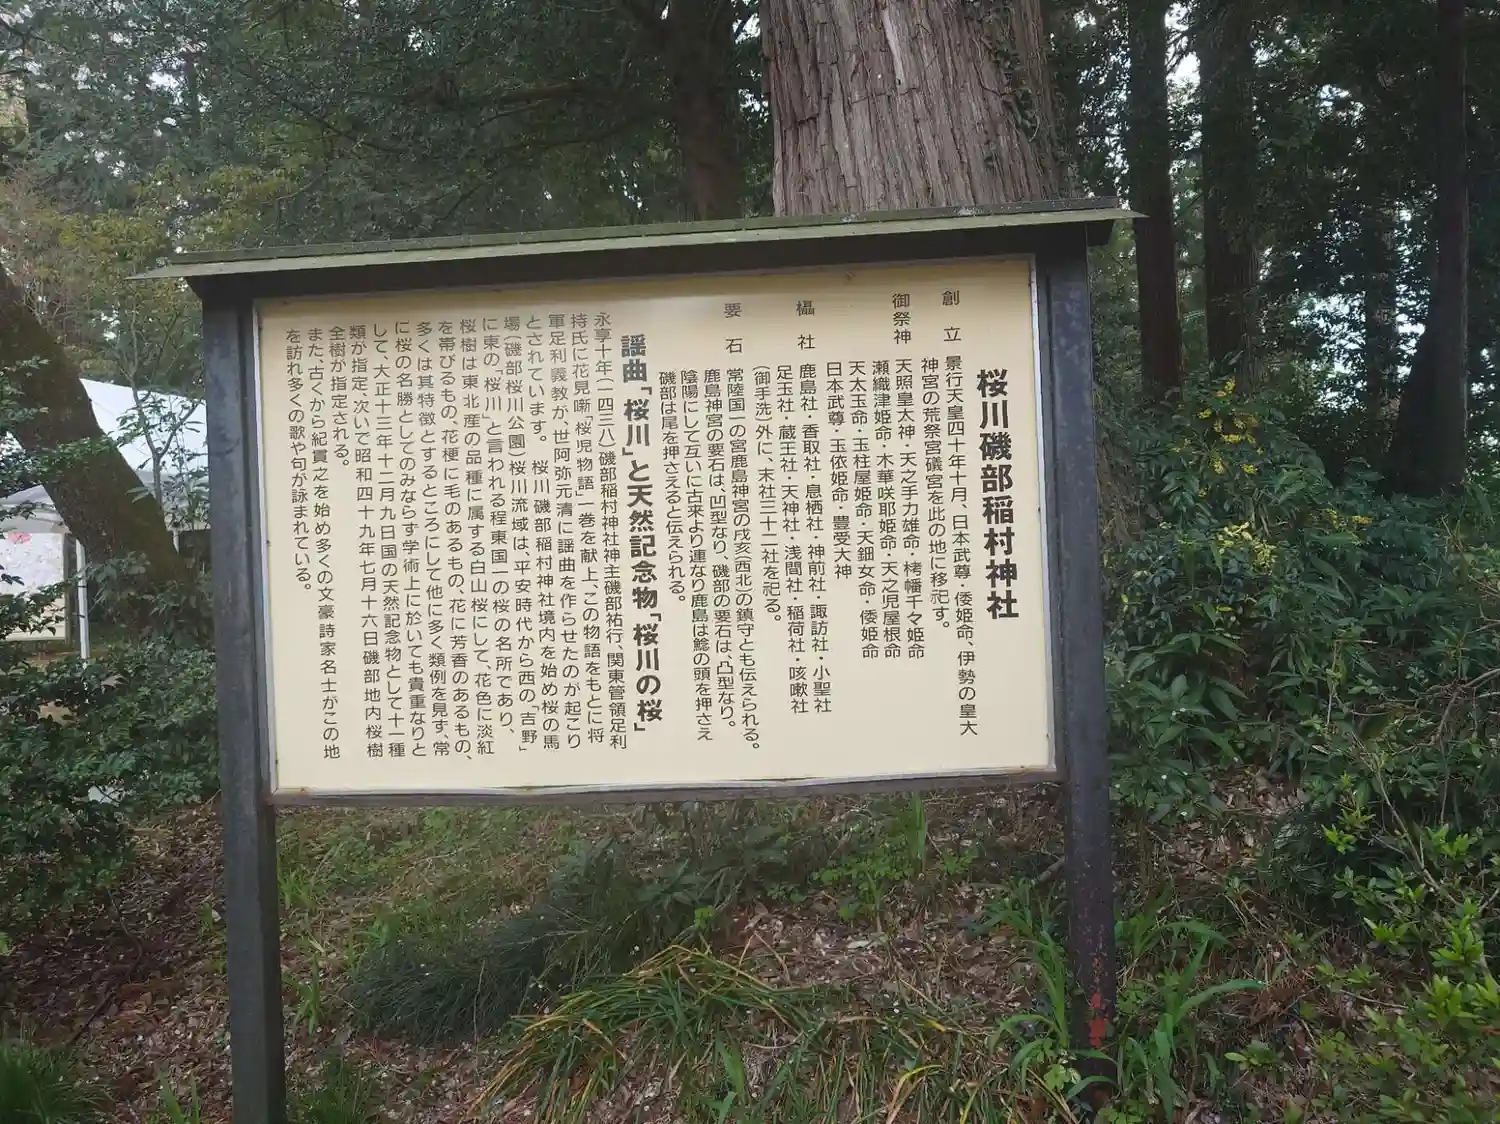 桜川磯部稲村神社
創立 景行天皇四十年十月、日本武尊・倭姫命、伊勢の皇大
神宮の荒祭宮礒宮を此の地に移祀す。
御祭神 天照皇太神・天之手力雄命・栲幡千々姫命
瀬織津姫命・木華咲耶姫命・天之児屋根命
天太玉命・玉柱屋姫命・天鈿女命・倭姫命
日本武尊・玉依姫命・豊受大神
欇社 鹿島社・香取社・息栖社・神前社・諏訪社・小聖社
足玉社・蔵王社・天神社・浅間社・稲荷社・咳嗽社
(御手洗)外に、末社三十二社を祀る。
要石 常陸国一の宮鹿島神宮の戌亥(西北)の鎮守とも伝えられる。
鹿島神宮の要石は、凹型なり、磯部の要石は、凸型なり。
陰陽にして互いに古来より連なり鹿島は鯰の頭を押さえ
磯部は尾を押さえると伝えられる。
謡曲「桜川」と天然記念物「桜川の桜」
永享十年(一四三八)磯部稲村神社神主磯部祐行、関東管領足利
持氏に花見噺「桜児物語」一巻を献上、この物語をもとに将
軍足利義教が、世阿弥元清に謡曲を作らせたのが起こり
とされています。 桜川磯部稲村神社境内を始め桜の馬
場(磯部桜川公園)桜川流域は、平安時代から西の「吉野」
に東の「桜川」と言われる程東国一の桜の名所であり、
桜樹は東北産の品種に属する白山桜にして、花色に淡紅
を帯びるもの、花梗に毛のあるもの、花に芳香のあるもの、
多くは其特徴とするところにして他に多く類例を見ず、常
に桜の名勝としてのみならず学術上に於いても貴重なりと
して、大正十三年十二月九日国の天然記念物として十一種
類が指定、次いで昭和四十九年七月十六日磯部地内桜樹
全樹が指定される。
また、古くから紀貫之を始め多くの文豪詩家名士がこの地
を訪れ多くの歌や句が詠まれている。